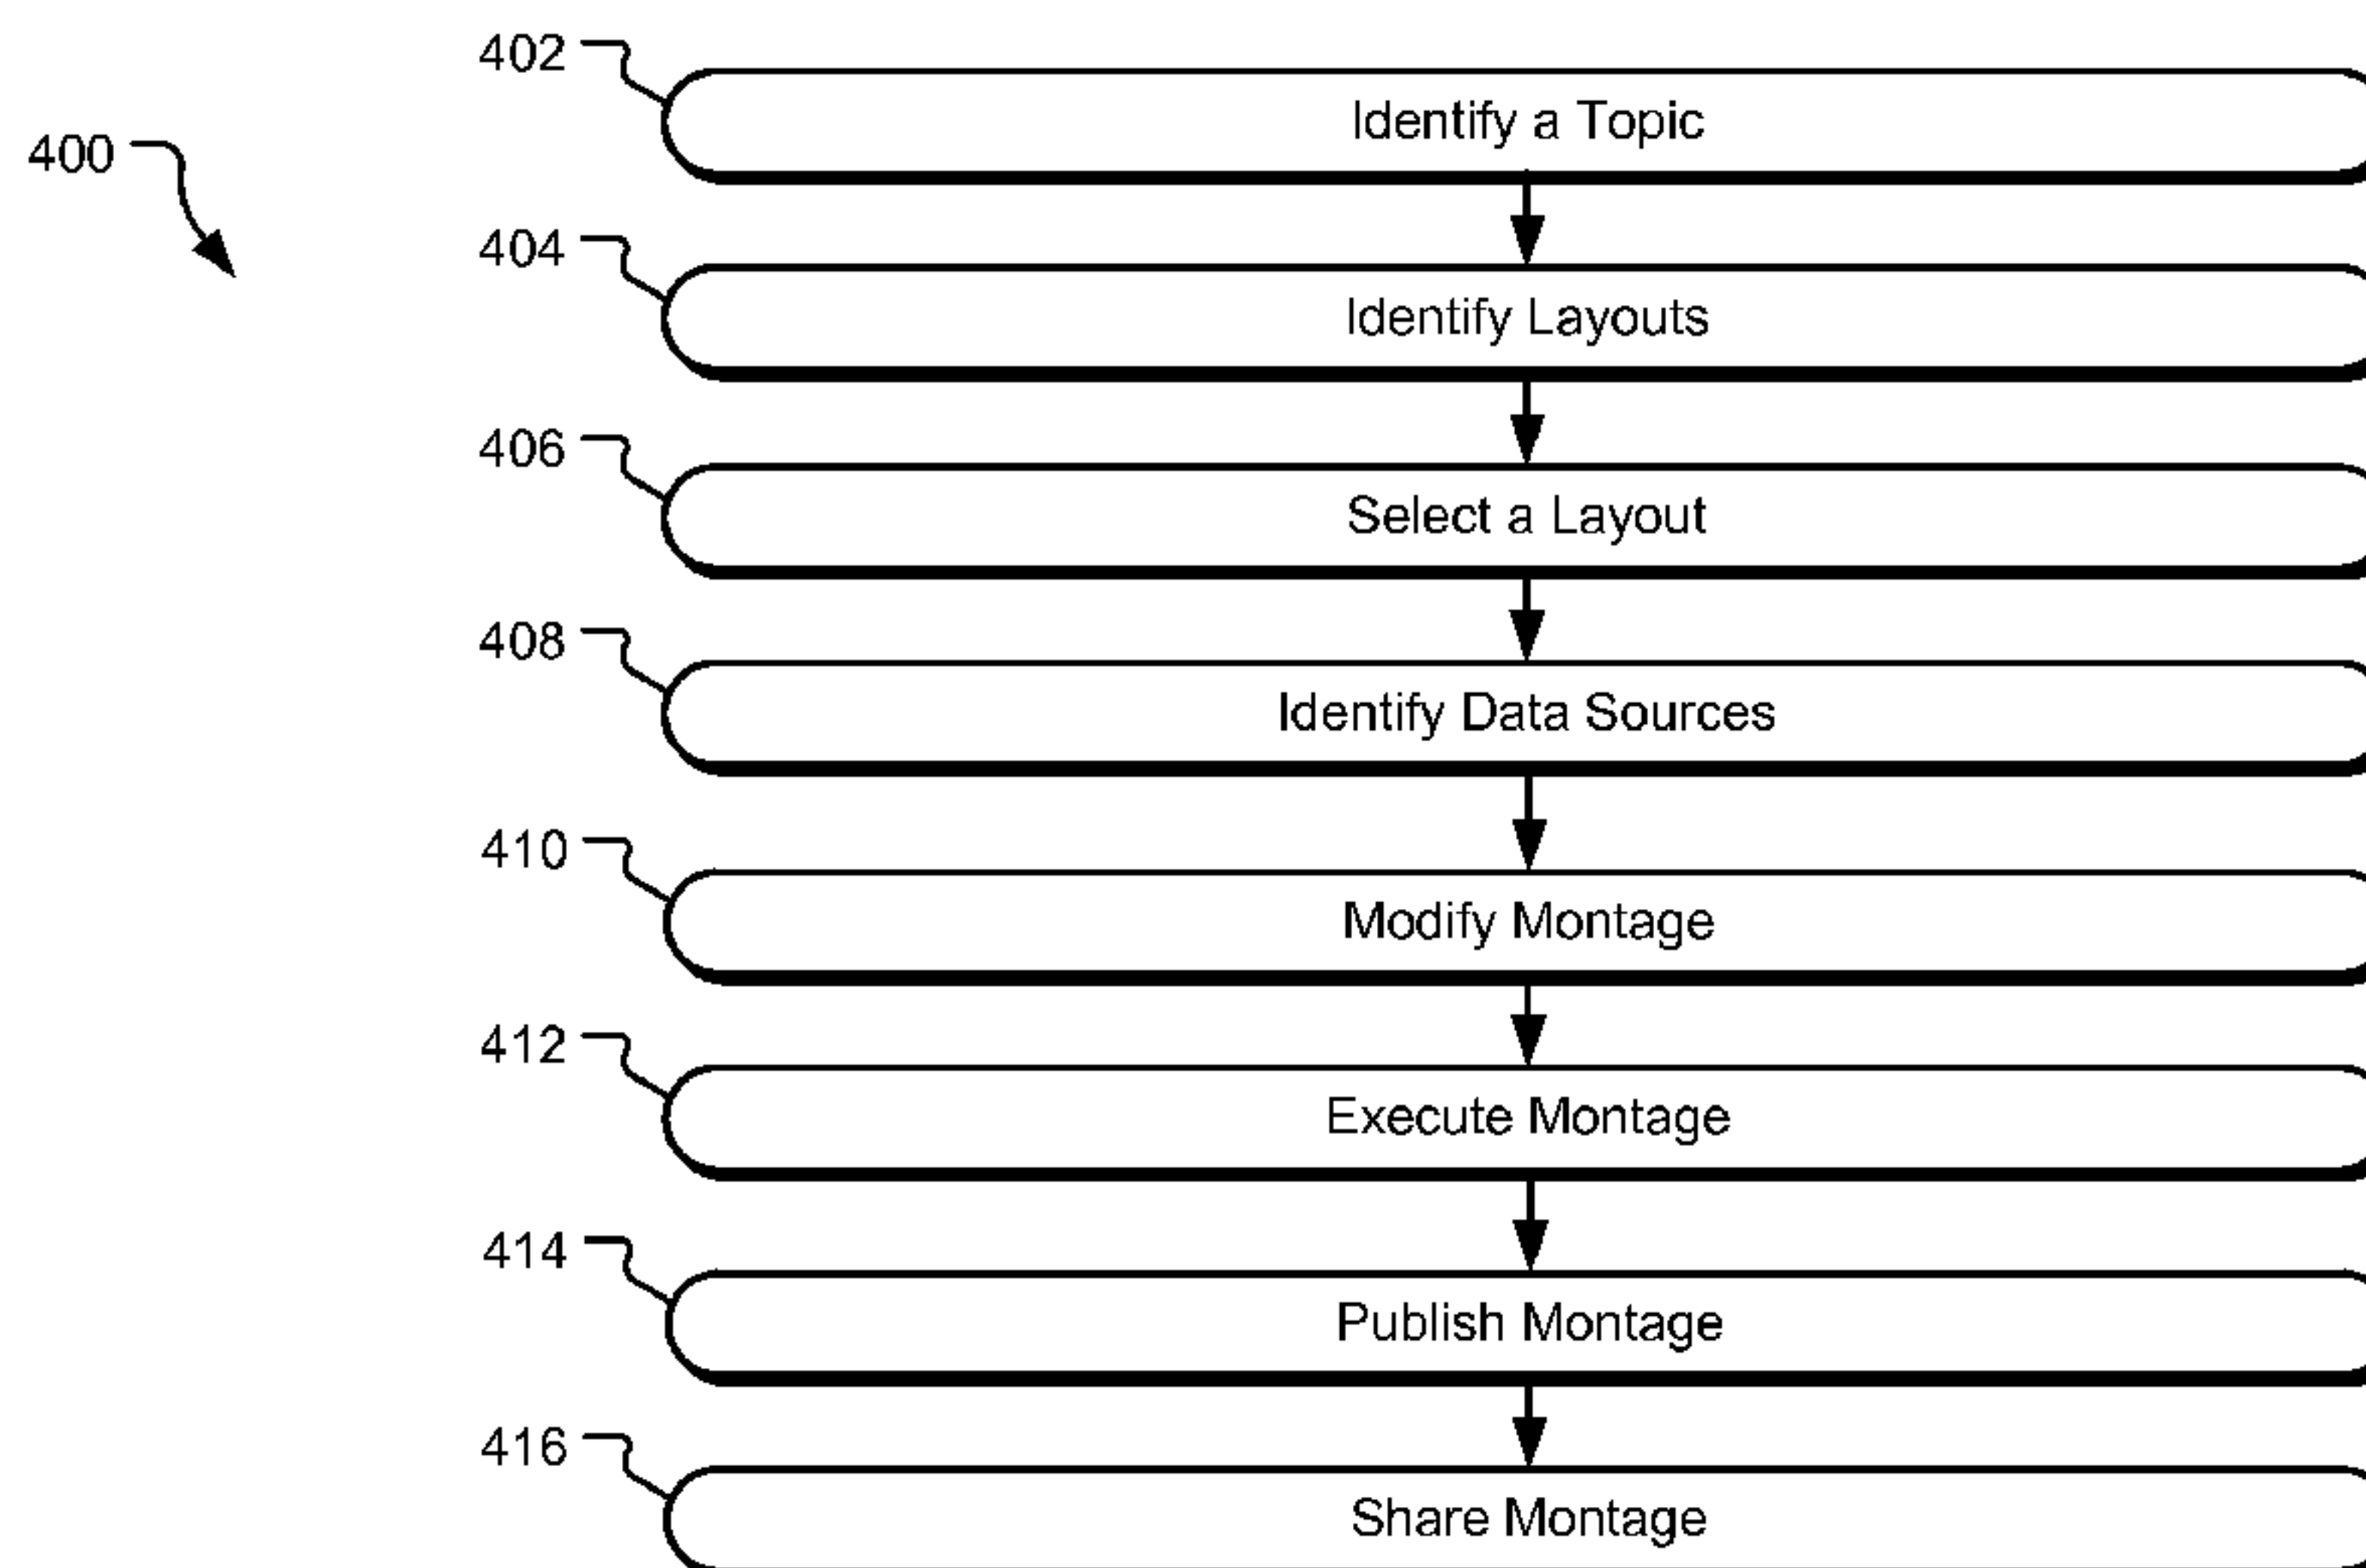 402
Identify a Topic
400
404
Identify Layouts
406
Select a Layout
408
Identify Data Sources
410
Modify Montage
412
Execute Montage
414
Publish Montage
416
Share Montage